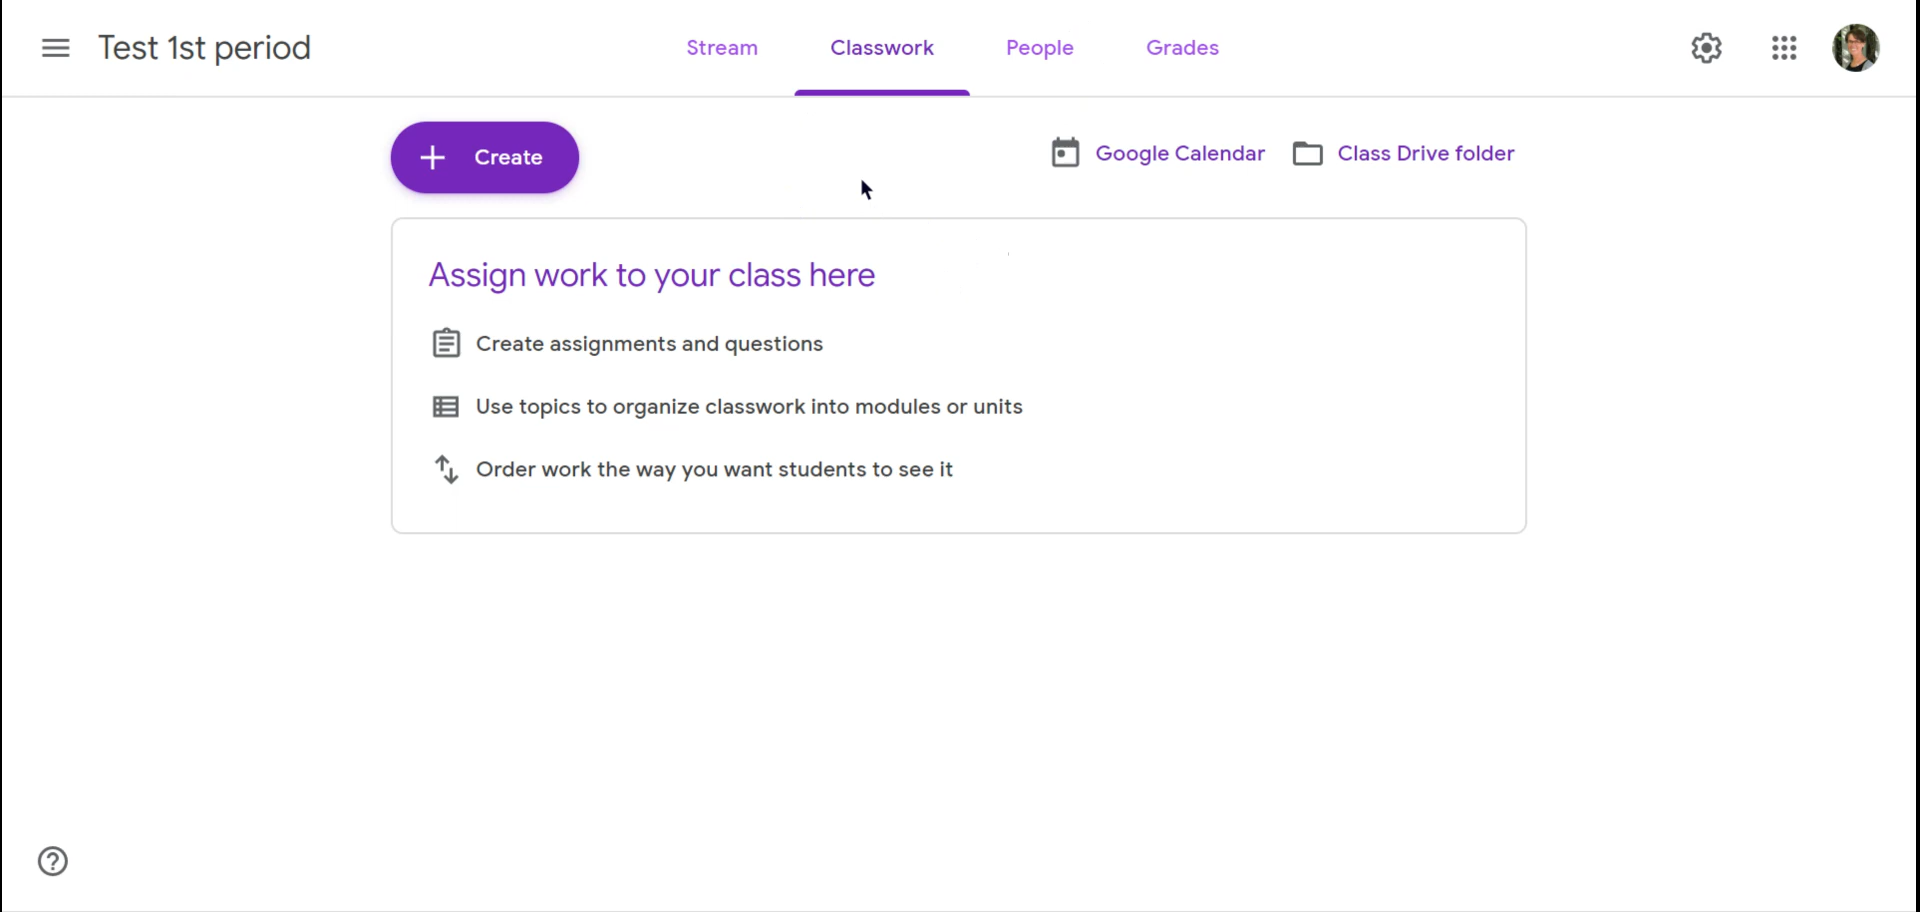 Test 1st period
Stream
Classwork
People
Grades
Create
Google Calendar
Class Drive folder
Assign work to your class here
Create assignments and questions
Use topics to organize classwork into modules or units
Order work the way you want students to see it